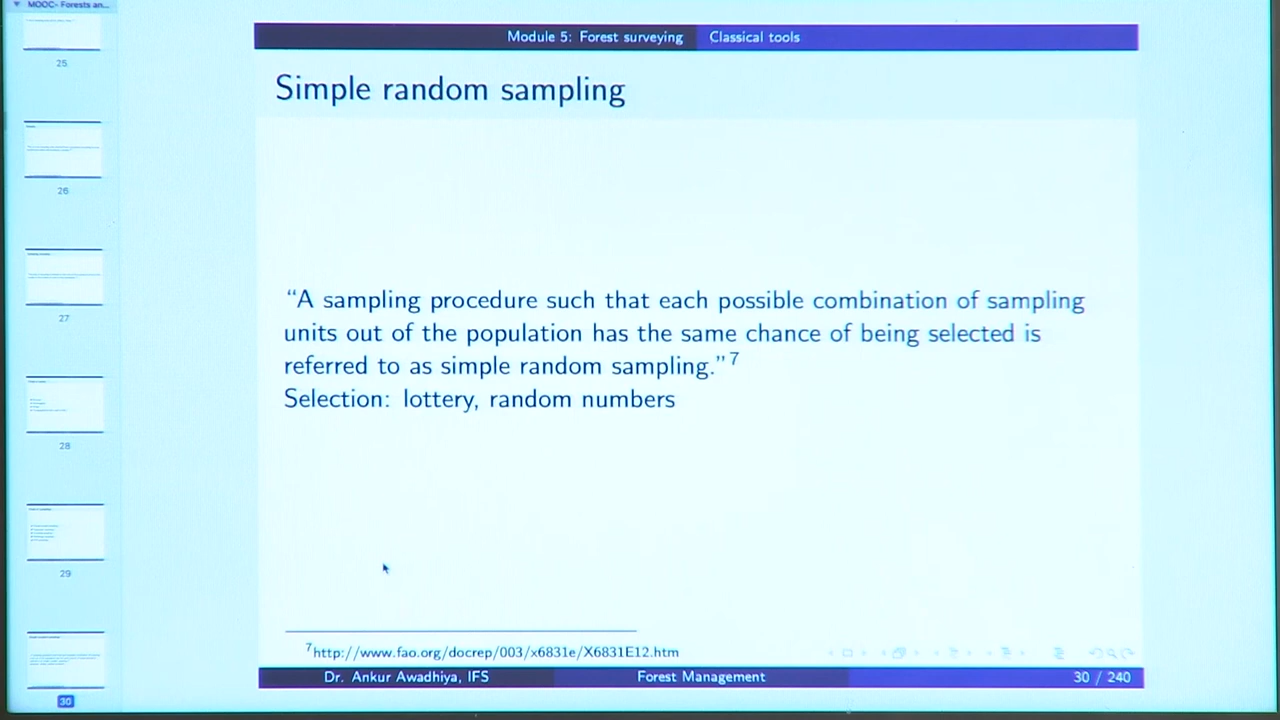 MOOC- Forests an...
25
26
27
28
29
30
Module 5: Forest surveying Classical tools
Simple random sampling
“A sampling procedure such that each possible combination of sampling
units out of the population has the same chance of being selected is
referred to as simple random sampling.”7
Selection: lottery, random numbers
7http://www.fao.org/docrep/003/x6831e/X6831E12.htm
Dr. Ankur Awadhiya, IFS Forest Management 30 / 240